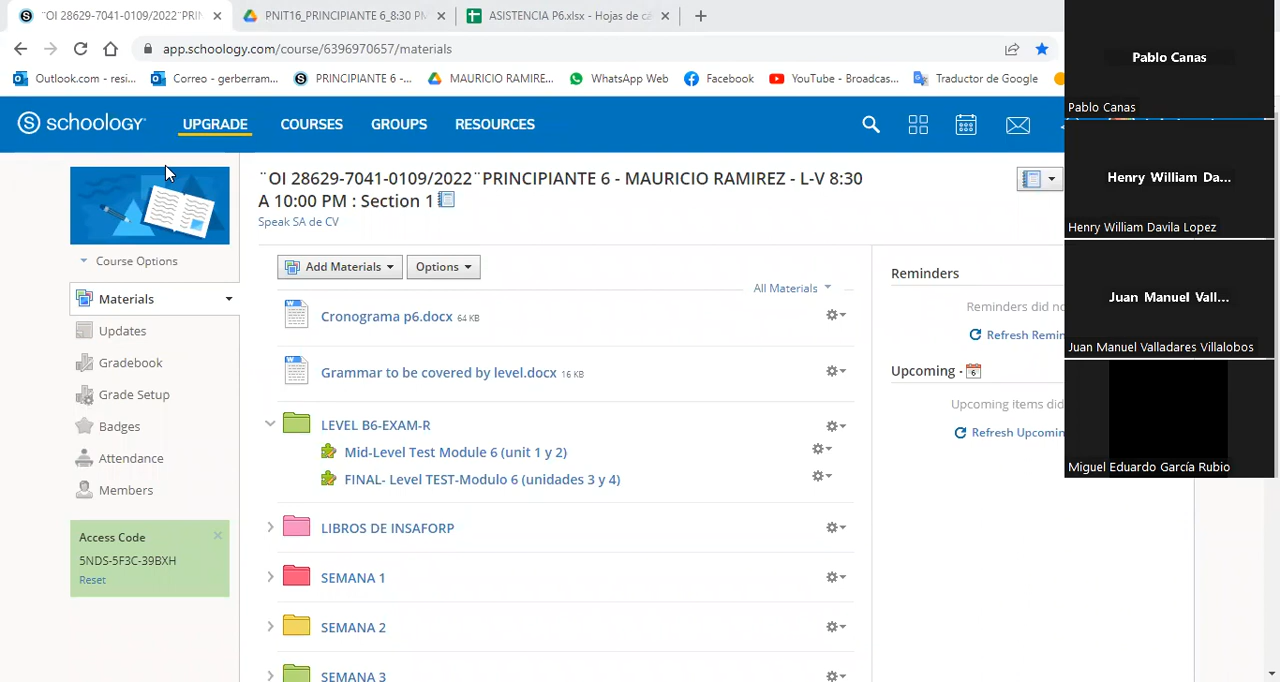 ¨OI 28629-7041-0109/2022¨PRIN
PNIT16_PRINCIPIANTE 6_8:30 PM
ASISTENCIA P6.xlsx - Hojas de cá
app.schoology.com/course/6396970657/materials
Outlook.com - resi...
Correo - gerberram...
PRINCIPIANTE 6 -...
MAURICIO RAMIRE...
WhatsApp Web
Facebook
YouTube - Broadcas...
Traductor de Google
S schoology
UPGRADE
COURSES
GROUPS
RESOURCES
¨OI 28629-7041-0109/2022¨PRINCIPIANTE 6 - MAURICIO RAMIREZ - L-V 8:30
A 10:00 PM : Section 1
Speak SA de CV
Course Options
Materials
Updates
Gradebook
Grade Setup
Badges
Attendance
Members
Access Code
5NDS-5F3C-39BXH
Reset
Add Materials
Options
All Materials
Cronograma p6.docx 64 KB
Grammar to be covered by level.docx 16 KB
LEVEL B6-EXAM-R
Mid-Level Test Module 6 (unit 1 y 2)
FINAL- Level TEST-Modulo 6 (unidades 3 y 4)
LIBROS DE INSAFORP
SEMANA 1
SEMANA 2
SEMANA 3
Reminders
Reminders did no
Refresh Remin
Upcoming - 6
Upcoming items did
Refresh Upcomin
Pablo Canas
Pablo Canas
Henry William Da...
Henry William Davila Lopez
Juan Manuel Vall...
Juan Manuel Valladares Villalobos
Miguel Eduardo García Rubio